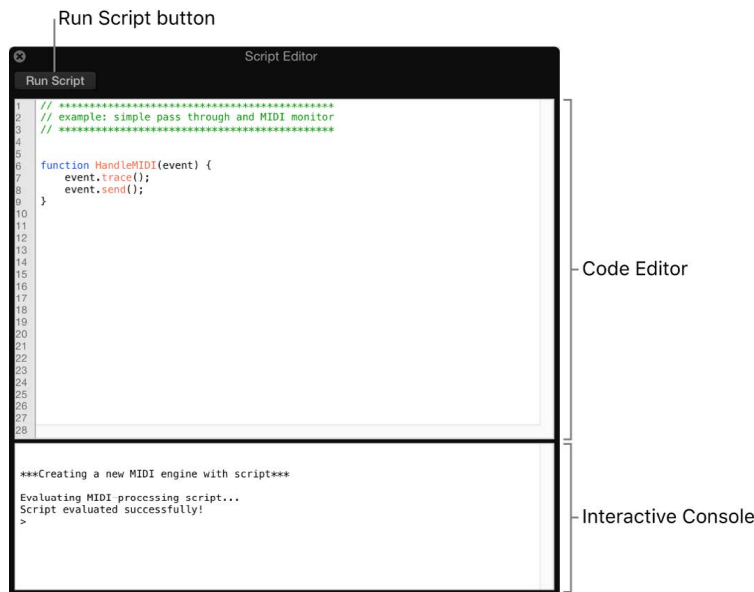 Run Script button
Script Editor
Run Script
1 // *********************************************
2 // example: simple pass through and MIDI monitor
3 // *********************************************
4
5
6 function HandleMIDI(event) {
7 event.trace();
8 event.send();
9 }
10
11
12
13
14
15
16
17
18
19
20
21
22
23
24
25
26
27
28
Code Editor
***Creating a new MIDI engine with script***
Evaluating MIDI-processing script...
Script evaluated successfully!
>
Interactive Console